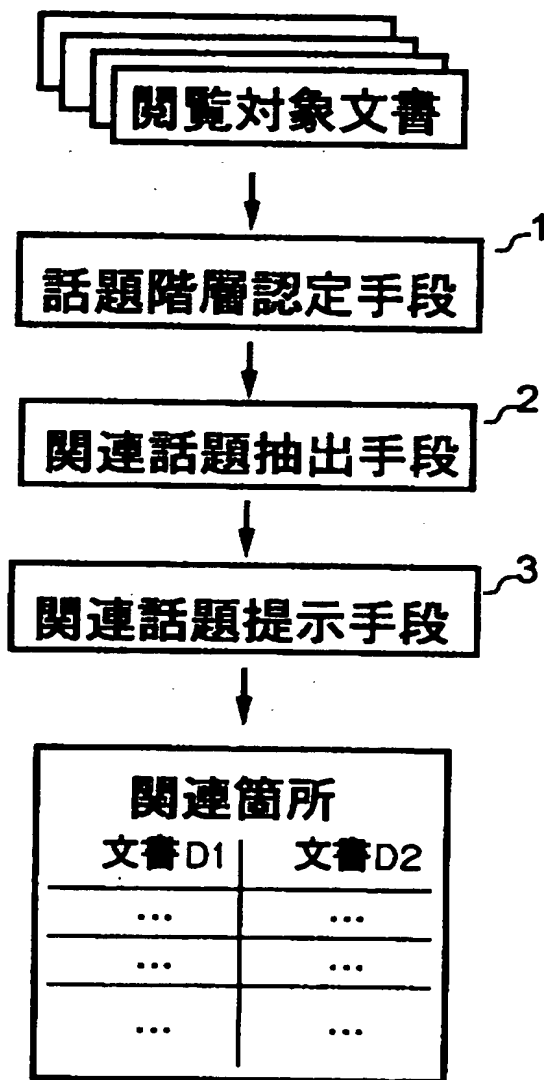 閲覧対象文書
1
話題階層認定手段
2
関連話題抽出手段
3
関連話題提示手段
関連箇所
文書D1 文書D2
… …
… …
… …